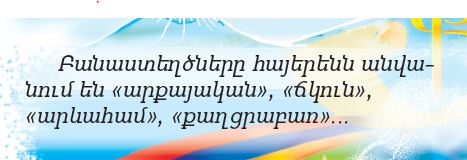 Բանաստեղծները հայերենն անվա-
նում են «արքայական», «ճկուն»,
«արևահամ», «քաղցրաբառ»...